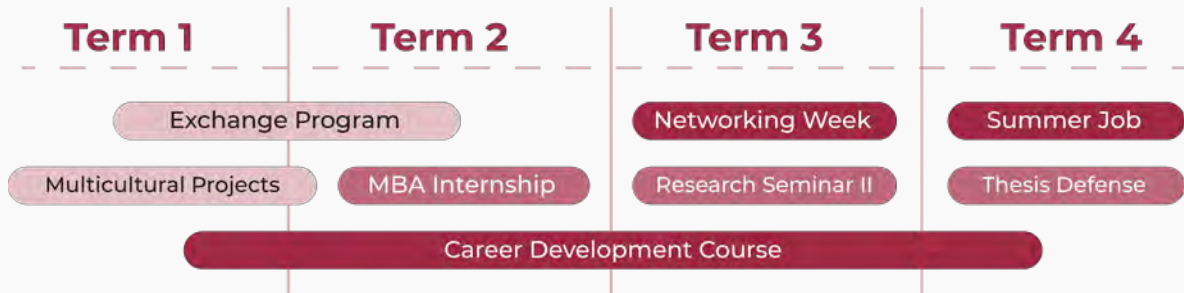 Term 1 Term 2 Term 3 Term 4
Exchange Program Networking Week Summer Job
Multicultural Projects MBA Internship Research Seminar II Thesis Defense
Career Development Course